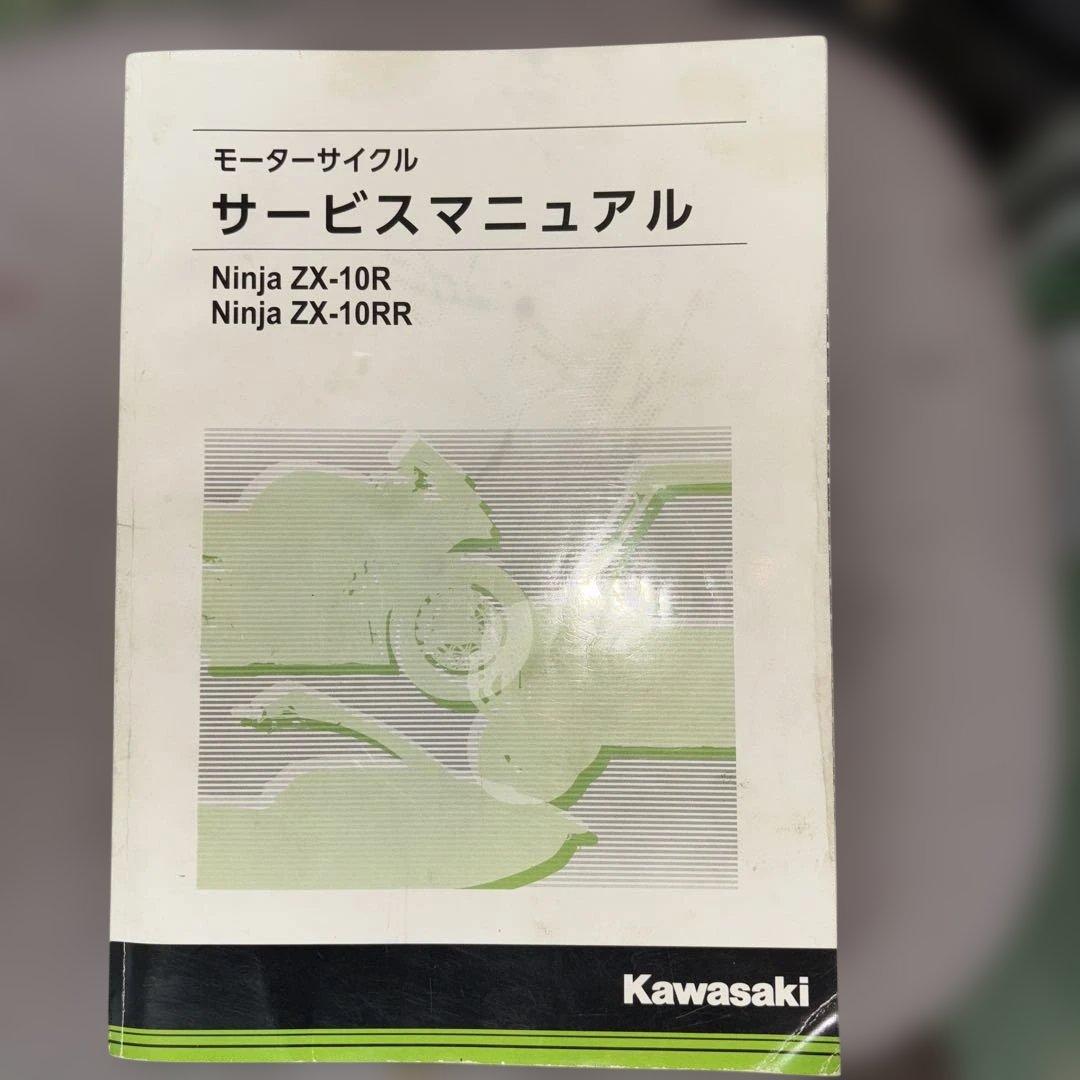 モーターサイクル
サービスマニュアル
Ninja ZX-10R
Ninja ZX-10RR
Kawasaki